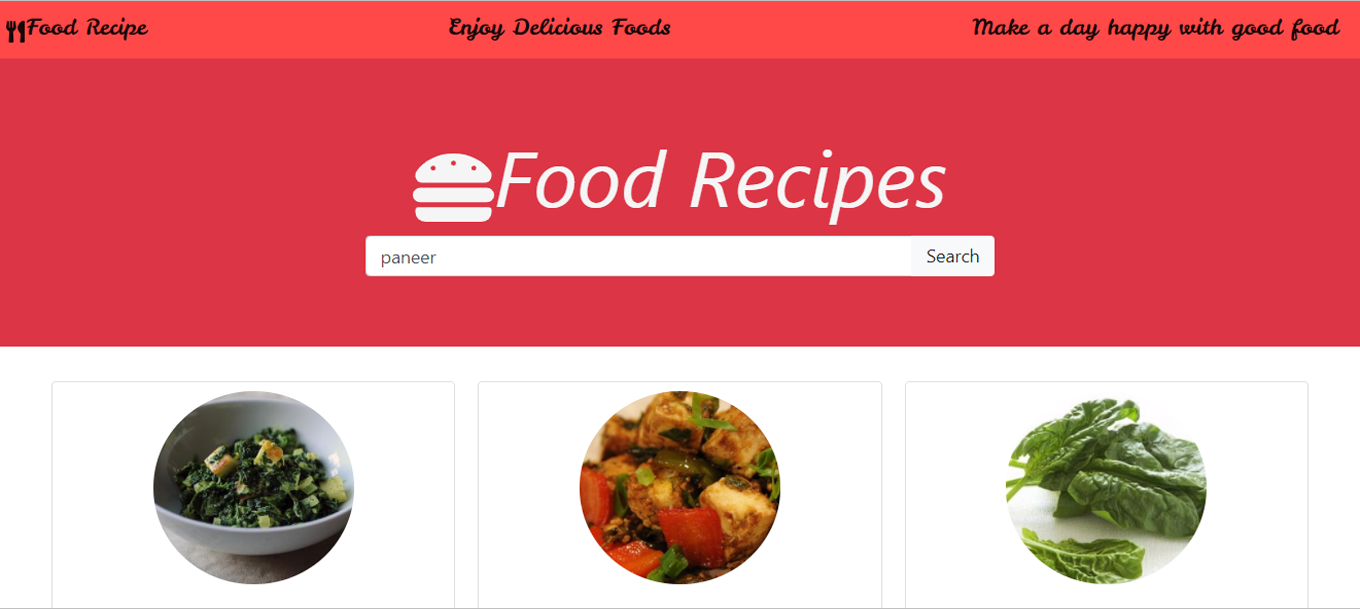 Food Recipe
Enjoy Delicious Foods
Make a day happy with good food
Food Recipes
paneer
Search